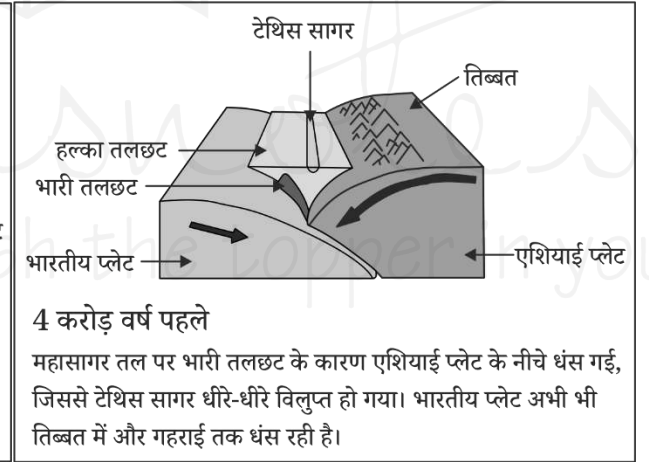 टेथिस सागर
तिब्बत
हल्का तलछट
भारी तलछट
भारतीय प्लेट
एशियाई प्लेट
4 करोड़ वर्ष पहले
महासागर तल पर भारी तलछट के कारण एशियाई प्लेट के नीचे धंस गई,
जिससे टेथिस सागर धीरे-धीरे विलुप्त हो गया। भारतीय प्लेट अभी भी
तिब्बत में और गहराई तक धंस रही है।